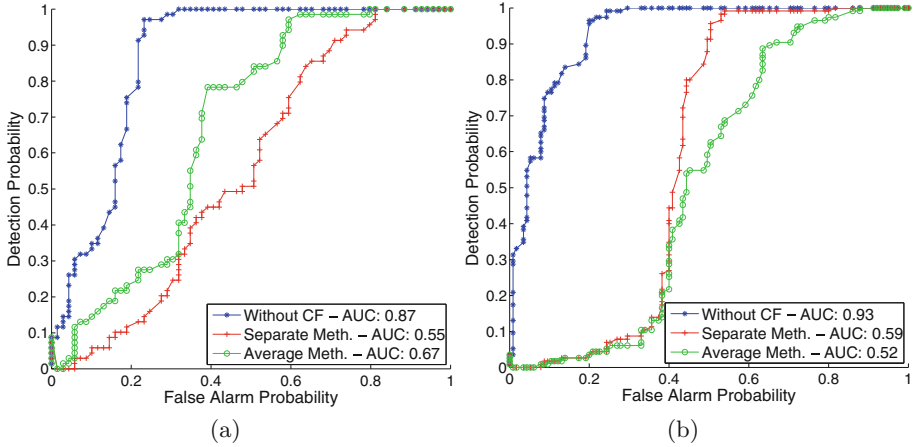 Detection Probability
1
0.9
0.8
0.7
0.6
0.5
0.4
0.3
0.2
0.1
0
0
0.2
0.4
0.6
0.8
1
False Alarm Probability
Without CF – AUC: 0.87
Separate Meth. – AUC: 0.55
Average Meth. – AUC: 0.67
(a)
Detection Probability
1
0.9
0.8
0.7
0.6
0.5
0.4
0.3
0.2
0.1
0
0
0.2
0.4
0.6
0.8
1
False Alarm Probability
Without CF – AUC: 0.93
Separate Meth. – AUC: 0.59
Average Meth. – AUC: 0.52
(b)